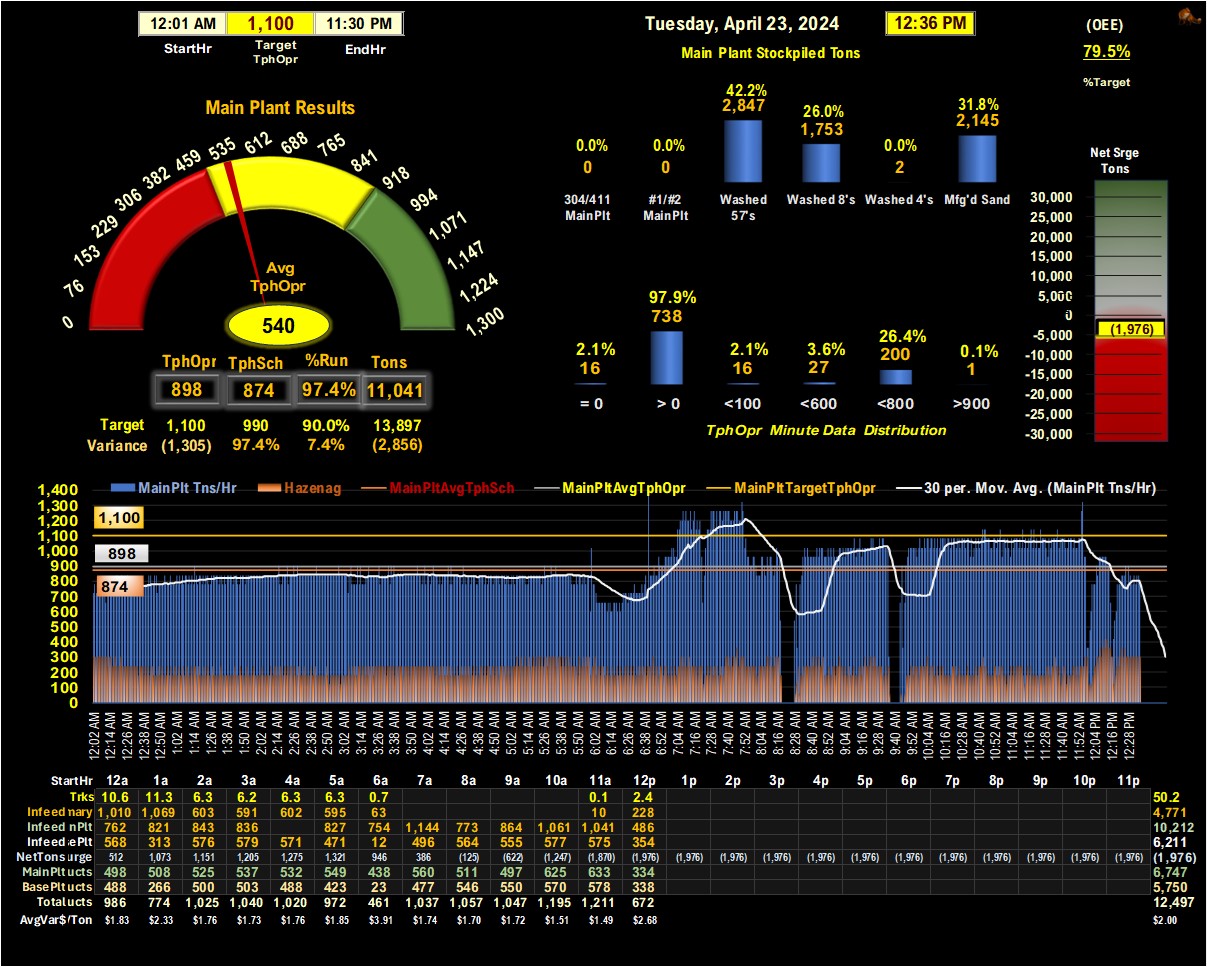 12:01 AM 1,100 11:30 PM
StartHr Target TphOpr EndHr
Tuesday, April 23, 2024 12:36 PM
(OEE)
79.5%
%Target
Main Plant Stockpiled Tons
42.2% 26.0% 31.8%
2,847 1,753 2,145
0.0% 0.0% 0.0%
0 0 2
304/411 MainPlt #1/#2 MainPlt Washed 57's Washed 8's Washed 4's Mfg'd Sand
Main Plant Results
0 76 153 229 306 382 459 535 612 688 765 841 918 994 1,071 1,147 1,224 1,300
Avg
TphOpr
540
TphOpr TphSch %Run Tons
898 874 97.4% 11,041
Target 1,100 990 90.0% 13,897
Variance (1,305) 97.4% 7.4% (2,856)
97.9%
738
2.1% 2.1% 3.6% 26.4% 0.1%
16 16 27 200 1
= 0 > 0 <100 <600 <800 >900
TphOpr Minute Data Distribution
Net Srge
Tons
30,000
25,000
20,000
15,000
10,000
5,000
0
-5,000
-10,000
-15,000
-20,000
-25,000
-30,000
(1,976)
MainPlt Tns/Hr Hazenag MainPltAvgTphSch MainPltAvgTphOpr MainPltTargetTphOpr 30 per. Mov. Avg. (MainPlt Tns/Hr)
1,400
1,300
1,200
1,100
1,000
900
800
700
600
500
400
300
200
100
0
1,100
898
874
12:02 AM 12:14 AM 12:26 AM 12:38 AM 12:50 AM 1:02 AM 1:14 AM 1:26 AM 1:38 AM 1:50 AM 2:02 AM 2:14 AM 2:26 AM 2:38 AM 2:50 AM 3:02 AM 3:14 AM 3:26 AM 3:38 AM 3:50 AM 4:02 AM 4:14 AM 4:26 AM 4:38 AM 4:50 AM 5:02 AM 5:14 AM 5:26 AM 5:38 AM 5:50 AM 6:02 AM 6:14 AM 6:26 AM 6:38 AM 6:52 AM 7:04 AM 7:16 AM 7:28 AM 7:40 AM 7:52 AM 8:04 AM 8:16 AM 8:28 AM 8:40 AM 8:52 AM 9:04 AM 9:16 AM 9:28 AM 9:40 AM 9:52 AM 10:04 AM 10:16 AM 10:28 AM 10:40 AM 10:52 AM 11:04 AM 11:16 AM 11:28 AM 11:40 AM 11:52 AM 12:04 PM 12:16 PM 12:28 PM
StartHr 12a 1a 2a 3a 4a 5a 6a 7a 8a 9a 10a 11a 12p 1p 2p 3p 4p 5p 6p 7p 8p 9p 10p 11p
Trks 10.6 11.3 6.3 6.2 6.3 6.3 0.7 0.1 2.4 50.2
Infeed mary 1,010 1,069 603 591 602 595 63 10 228 4,771
Infeed nPlt 762 821 843 836 827 754 1,144 773 864 1,061 1,041 486 10,212
Infeed ePlt 568 313 576 579 571 471 12 496 564 555 577 575 354 6,211
NetTons urge 512 1,073 1,151 1,205 1,275 1,321 946 386 (125) (622) (1,247) (1,870) (1,976) (1,976) (1,976) (1,976) (1,976) (1,976) (1,976) (1,976) (1,976) (1,976) (1,976) (1,976) (1,976)
MainPlt ucts 498 508 525 537 532 549 438 560 511 497 625 633 334 6,747
BasePlt ucts 488 266 500 503 488 423 23 477 546 550 570 578 338 5,750
Total ucts 986 774 1,025 1,040 1,020 972 461 1,037 1,057 1,047 1,195 1,211 672 12,497
AvgVar$/Ton $1.83 $2.33 $1.76 $1.73 $1.76 $1.85 $3.91 $1.74 $1.70 $1.72 $1.51 $1.49 $2.68 $2.00